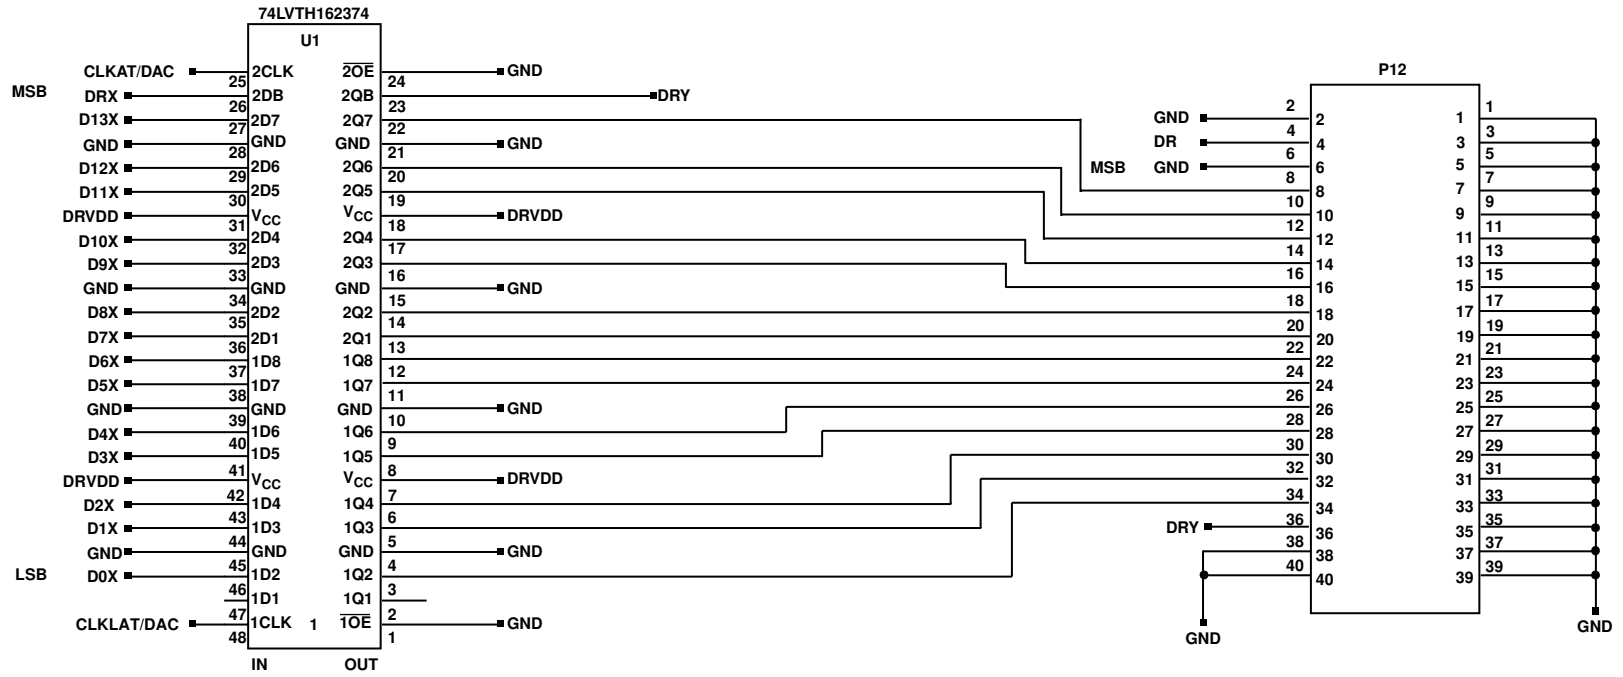 74LVTH162374
U1
CLKAT/DAC 2CLK 2OE GND
25 24
MSB DRX 2DB 2QB DRY
26 23
D13X 2D7 2Q7
27 22
GND GND GND GND
28 21
D12X 2D6 2Q6
29 20
D11X 2D5 2Q5
30 19
DRVDD VCC VCC DRVDD
31 18
D10X 2D4 2Q4
32 17
D9X 2D3 2Q3
33 16
GND GND GND GND
34 15
D8X 2D2 2Q2
35 14
D7X 2D1 2Q1
36 13
D6X 1D8 1Q8
37 12
D5X 1D7 1Q7
38 11
GND GND GND GND
39 10
D4X 1D6 1Q6
40 9
D3X 1D5 1Q5
41 8
DRVDD VCC VCC DRVDD
42 7
D2X 1D4 1Q4
43 6
D1X 1D3 1Q3
44 5
GND GND GND GND
45 4
LSB D0X 1D2 1Q2
46 3
1D1 1Q1
47 2
CLKLAT/DAC 1CLK 1 1OE GND
48 1
IN OUT
P12
2 1
GND 2 1
4 3
DR 4 3
6 5
MSB GND 6 5
8 7
8 7
10 9
10 9
12 11
12 11
14 13
14 13
16 15
16 15
18 17
18 17
20 19
20 19
22 21
22 21
24 23
24 23
26 25
26 25
28 27
28 27
30 29
30 29
32 31
32 31
34 33
34 33
36 35
DRY 36 35
38 37
38 37
40 39
40 39
GND GND